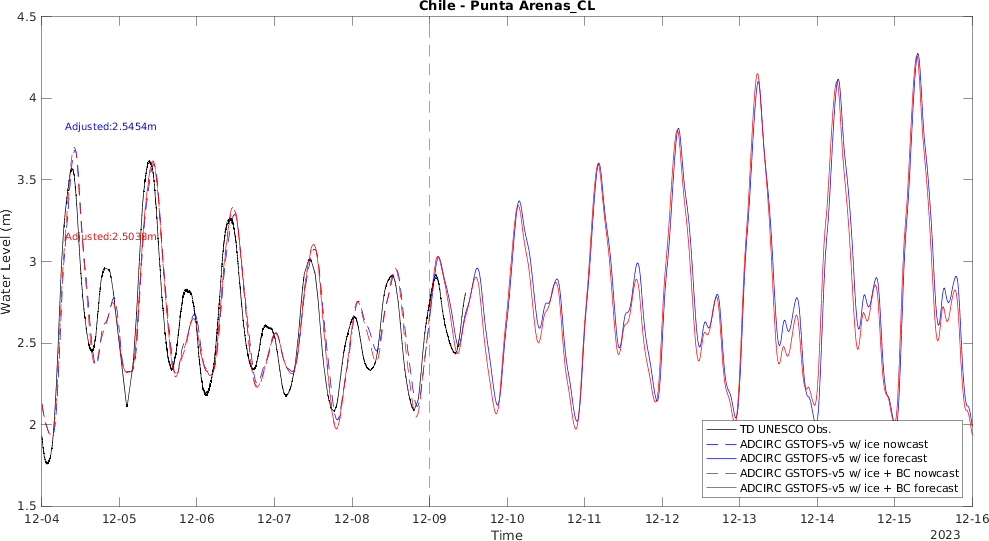 Chile - Punta Arenas_CL
4.5
4
3.5
3
2.5
2
1.5
Water Level (m)
Adjusted:2.5454m
Adjusted:2.5038m
TD UNESCO Obs.
ADCIRC GSTOFS-v5 w/ ice nowcast
ADCIRC GSTOFS-v5 w/ ice forecast
ADCIRC GSTOFS-v5 w/ ice + BC nowcast
ADCIRC GSTOFS-v5 w/ ice + BC forecast
12-04 12-05 12-06 12-07 12-08 12-09 12-10 12-11 12-12 12-13 12-14 12-15 12-16
Time
2023